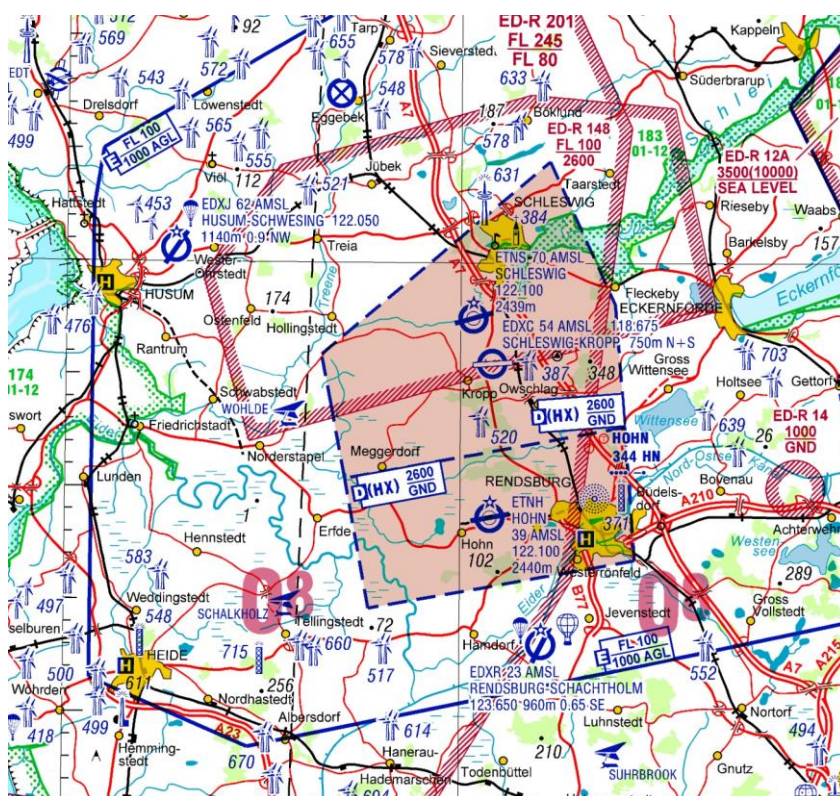 512
569
92
Tarp
655
578
Sieverstedt
ED-R 201
FL 245
FL 80
Kappeln
572
543
548
633
Süderbrarup
Drelsdorf
Löwenstedt
Eggebek
A7
187
Böklund
Schlei
499
565
578
ED-R 148
FL 100
2600
183
01-12
E
FL 100
1000 AGL
555
Viöl
112
Jübek
631
Taarstedt
ED-R 12A
3500(10000)
SEA LEVEL
521
SCHLESWIG
384
Rieseby
Waabs
Hattstedt
453
EDXJ 62 AMSL
HUSUM-SCHWESING 122.050
1140m 0.9 NW
Treia
Barkelsby
157
Wester-
Ohrstedt
A7
ETNS 70 AMSL
SCHLESWIG
122.100
2439m
H
HUSUM
Treene
174
Fleckeby
ECKERNFÖRDE
476
Ostenfeld
Hollingstedt
EDXC 54 AMSL 118.675
SCHLESWIG-KROPP 750m N+S
Rantrum
Gross
Wittensee
703
174
01-12
387
348
Schwabstedt
Kropp
Owschlag
Holtsee
Gettorf
WOHLDE
D(HX) 2600
GND
Wittensee
ED-R 14
1000
GND
Friedrichstadt
Eider
520
HOHN
344 HN
639
26
Norderstapel
Meggerdorf
Nord-Ostsee Kanal
Lunden
D(HX) 2600
GND
RENDSBURG
Büdels-
dorf
Bovenau
A210
1
ETNH
HOHN
39 AMSL
122.100
2440m
371
Achterwehr
Erfde
Hennstedt
Hohn
H
Westen-
see
583
102
Westerrönfeld
289
Weddingstedt
497
548
SCHALKHOLZ
Tellingstedt
72
Eider
B77
Jevenstedt
Gross
Vollstedt
HEIDE
715
660
Hamdorf
E
FL 100
1000 AGL
A7
A215
500
H
611
517
EDXR 23 AMSL
RENDSBURG-SCHACHTHOLM
123.650 960m 0.65 SE
552
Wöhrden
256
Nordhastedt
499
Luhnstedt
Nortorf
418
A23
Albersdorf
614
494
Hemming-
stedt
670
Hanerau-
Hademarschen
210
Todenbüttel
SUHRBROOK
Gnutz
604